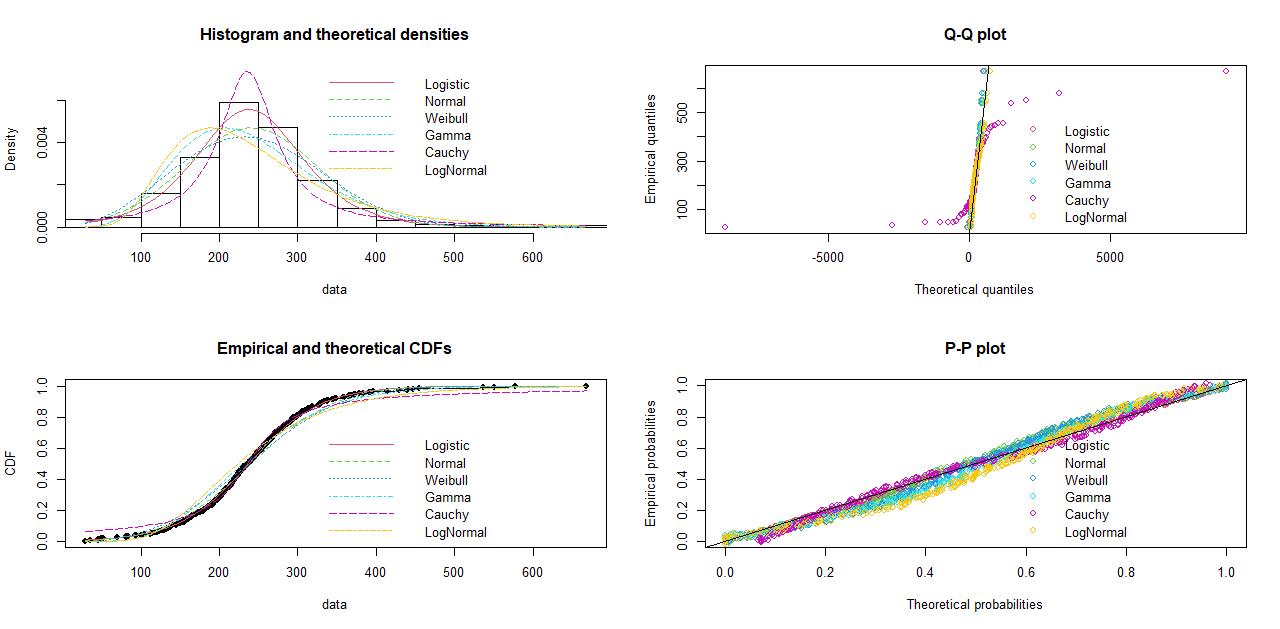 Histogram and theoretical densities
Density
0.000
0.004
100 200 300 400 500 600
data
Logistic
Normal
Weibull
Gamma
Cauchy
LogNormal
Q-Q plot
Empirical quantiles
100 300 500
-5000 0 5000
Theoretical quantiles
Logistic
Normal
Weibull
Gamma
Cauchy
LogNormal
Empirical and theoretical CDFs
CDF
0.0 0.2 0.4 0.6 0.8 1.0
100 200 300 400 500 600
data
Logistic
Normal
Weibull
Gamma
Cauchy
LogNormal
P-P plot
Empirical probabilities
0.0 0.2 0.4 0.6 0.8 1.0
0.0 0.2 0.4 0.6 0.8 1.0
Theoretical probabilities
Logistic
Normal
Weibull
Gamma
Cauchy
LogNormal